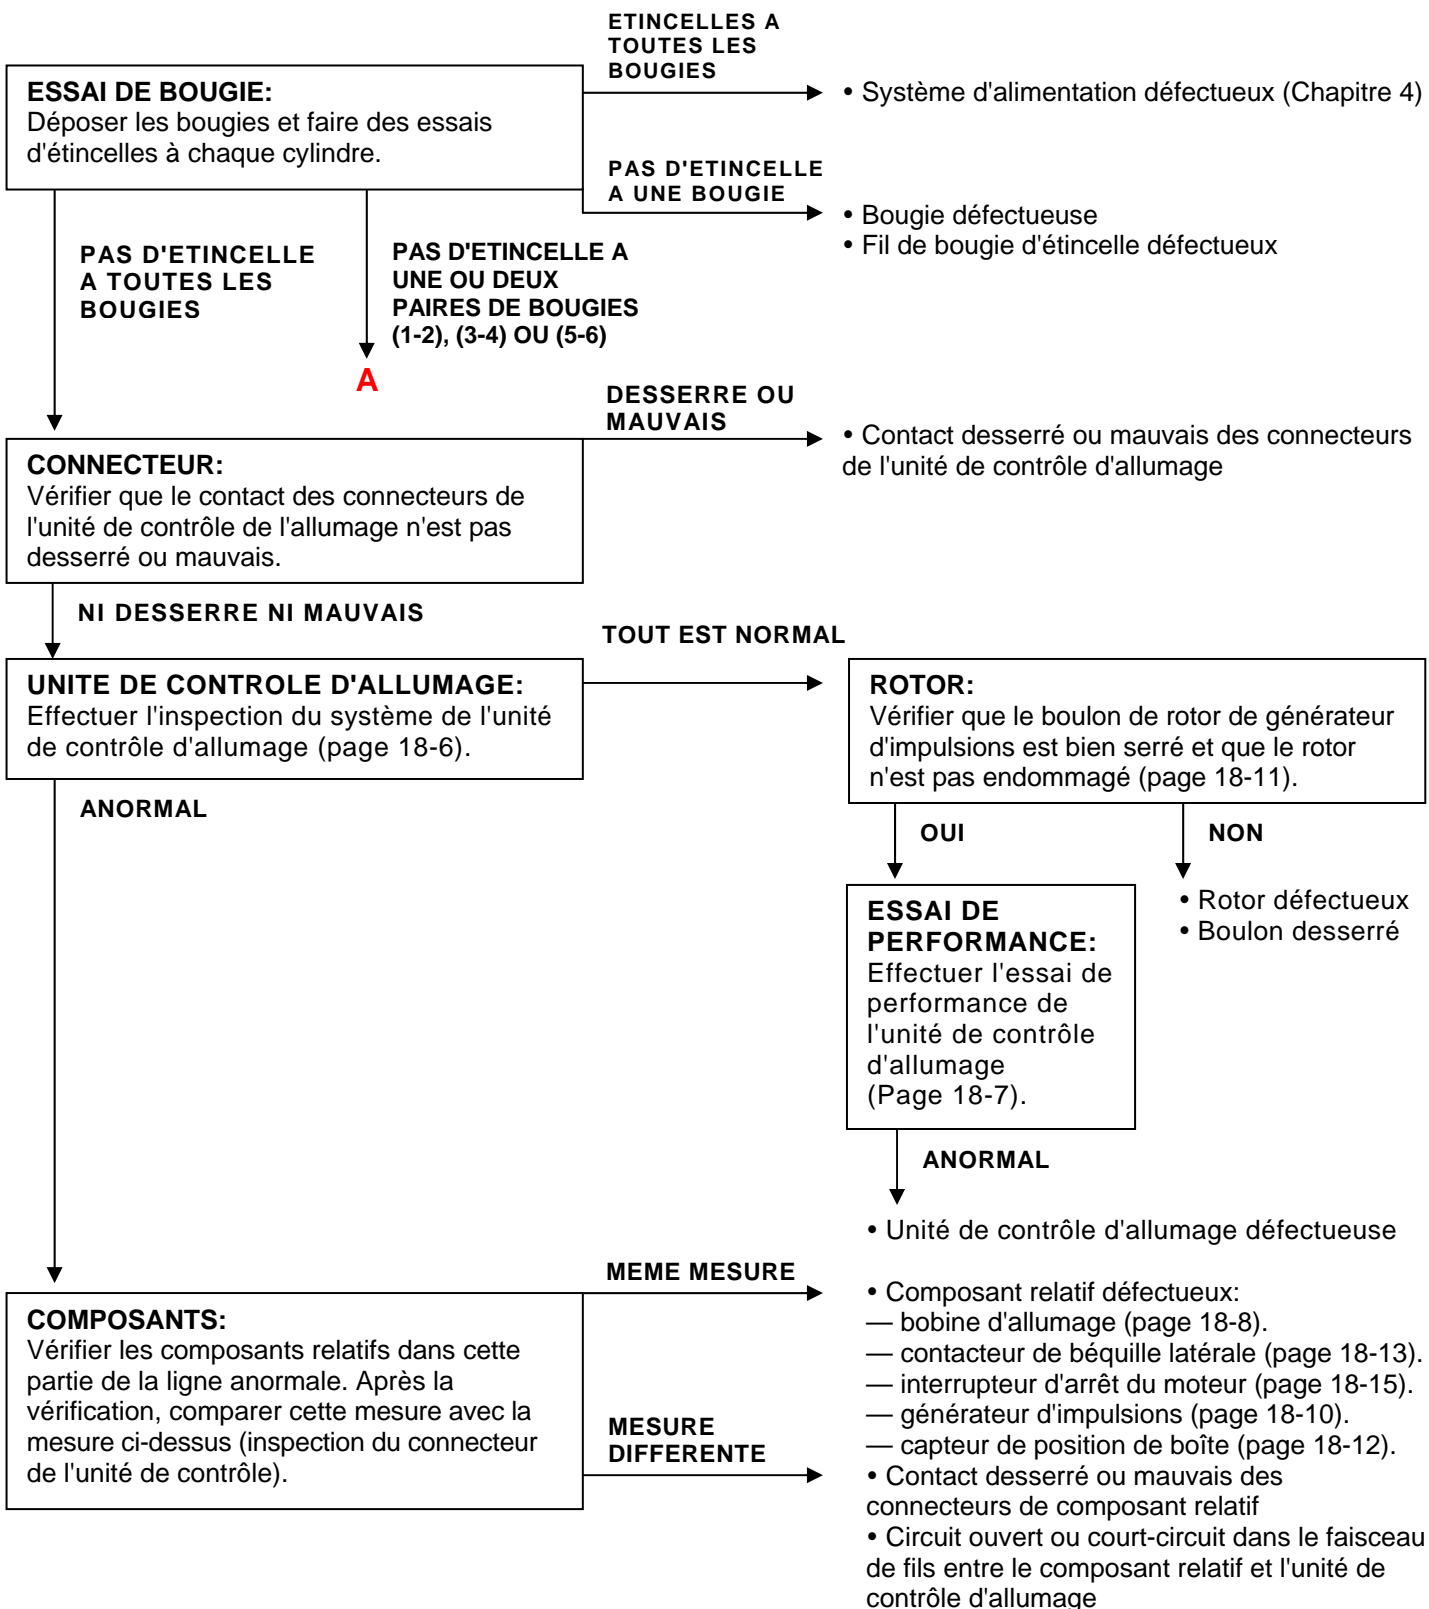 ETINCELLES A
TOUTES LES
BOUGIES
ESSAI DE BOUGIE:
Déposer les bougies et faire des essais
d'étincelles à chaque cylindre.
• Système d'alimentation défectueux (Chapitre 4)
PAS D'ETINCELLE
A UNE BOUGIE
• Bougie défectueuse
• Fil de bougie d'étincelle défectueux
PAS D'ETINCELLE
A TOUTES LES
BOUGIES
PAS D'ETINCELLE A
UNE OU DEUX
PAIRES DE BOUGIES
(1-2), (3-4) OU (5-6)
A
DESSERRE OU
MAUVAIS
• Contact desserré ou mauvais des connecteurs
de l'unité de contrôle d'allumage
CONNECTEUR:
Vérifier que le contact des connecteurs de
l'unité de contrôle de l'allumage n'est pas
desserré ou mauvais.
NI DESSERRE NI MAUVAIS
TOUT EST NORMAL
UNITE DE CONTROLE D'ALLUMAGE:
Effectuer l'inspection du système de l'unité
de contrôle d'allumage (page 18-6).
ROTOR:
Vérifier que le boulon de rotor de générateur
d'impulsions est bien serré et que le rotor
n'est pas endommagé (page 18-11).
ANORMAL
OUI
NON
ESSAI DE
PERFORMANCE:
Effectuer l'essai de
performance de
l'unité de contrôle
d'allumage
(Page 18-7).
• Rotor défectueux
• Boulon desserré
ANORMAL
• Unité de contrôle d'allumage défectueuse
MEME MESURE
COMPOSANTS:
Vérifier les composants relatifs dans cette
partie de la ligne anormale. Après la
vérification, comparer cette mesure avec la
mesure ci-dessus (inspection du connecteur
de l'unité de contrôle).
MESURE
DIFFERENTE
• Composant relatif défectueux:
— bobine d'allumage (page 18-8).
— contacteur de béquille latérale (page 18-13).
— interrupteur d'arrêt du moteur (page 18-15).
— générateur d'impulsions (page 18-10).
— capteur de position de boîte (page 18-12).
• Contact desserré ou mauvais des
connecteurs de composant relatif
• Circuit ouvert ou court-circuit dans le faisceau
de fils entre le composant relatif et l'unité de
contrôle d'allumage